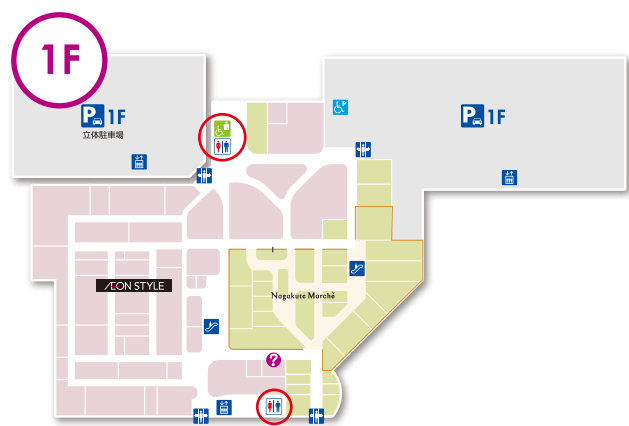 1F
P 1F
立体駐車場
P
P 1F
ÆON STYLE
Nagakute Marché
?